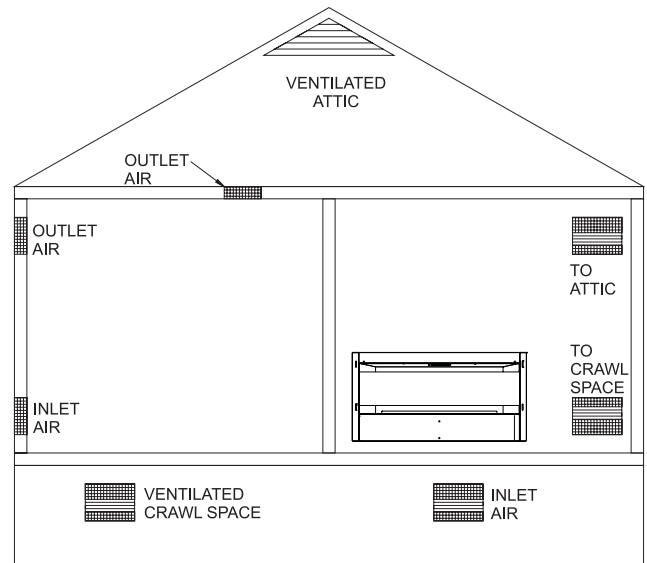 VENTILATED
ATTIC
OUTLET
AIR
OUTLET
AIR
TO
ATTIC
TO
CRAWL
SPACE
INLET
AIR
VENTILATED
CRAWL SPACE
INLET
AIR